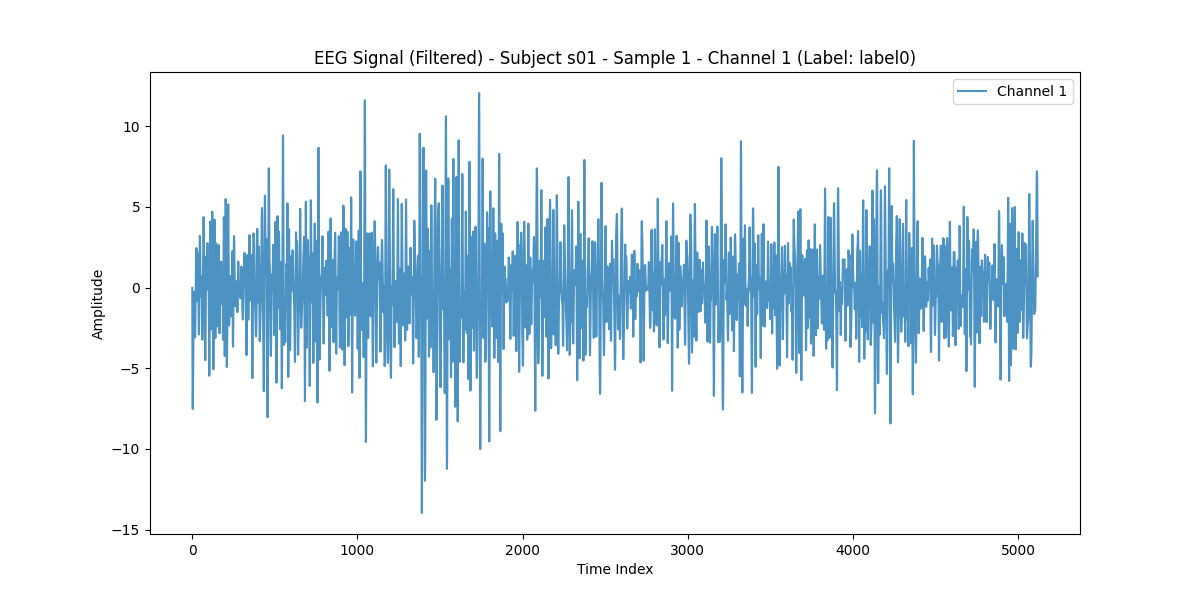 EEG Signal (Filtered) - Subject s01 - Sample 1 - Channel 1 (Label: label0)
Channel 1
Amplitude
10
5
0
−5
−10
−15
0 1000 2000 3000 4000 5000
Time Index